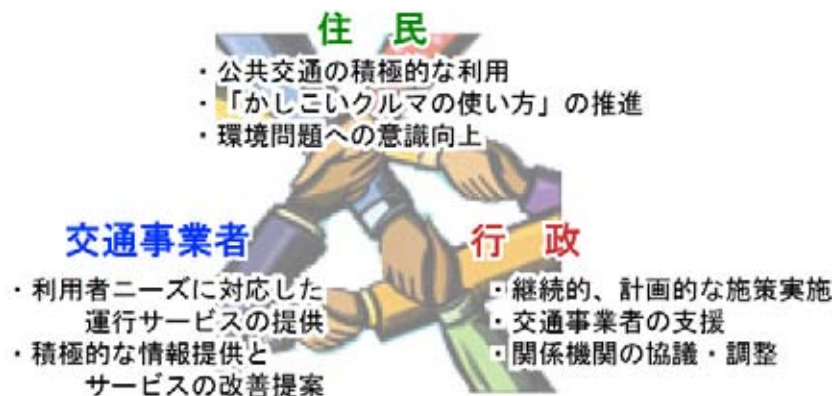 住 民
・公共交通の積極的な利用
・「かしこいクルマの使い方」の推進
・環境問題への意識向上
交通事業者
・利用者ニーズに対応した
運行サービスの提供
・積極的な情報提供と
サービスの改善提案
行 政
・継続的、計画的な施策実施
・交通事業者の支援
・関係機関の協議・調整